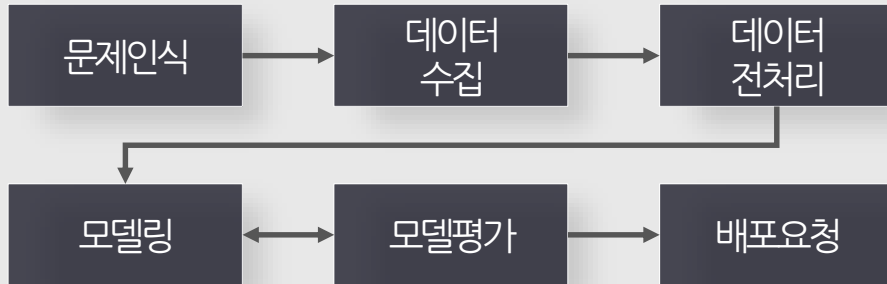 문제인식
데이터
수집
데이터
전처리
모델링
모델평가
배포요청